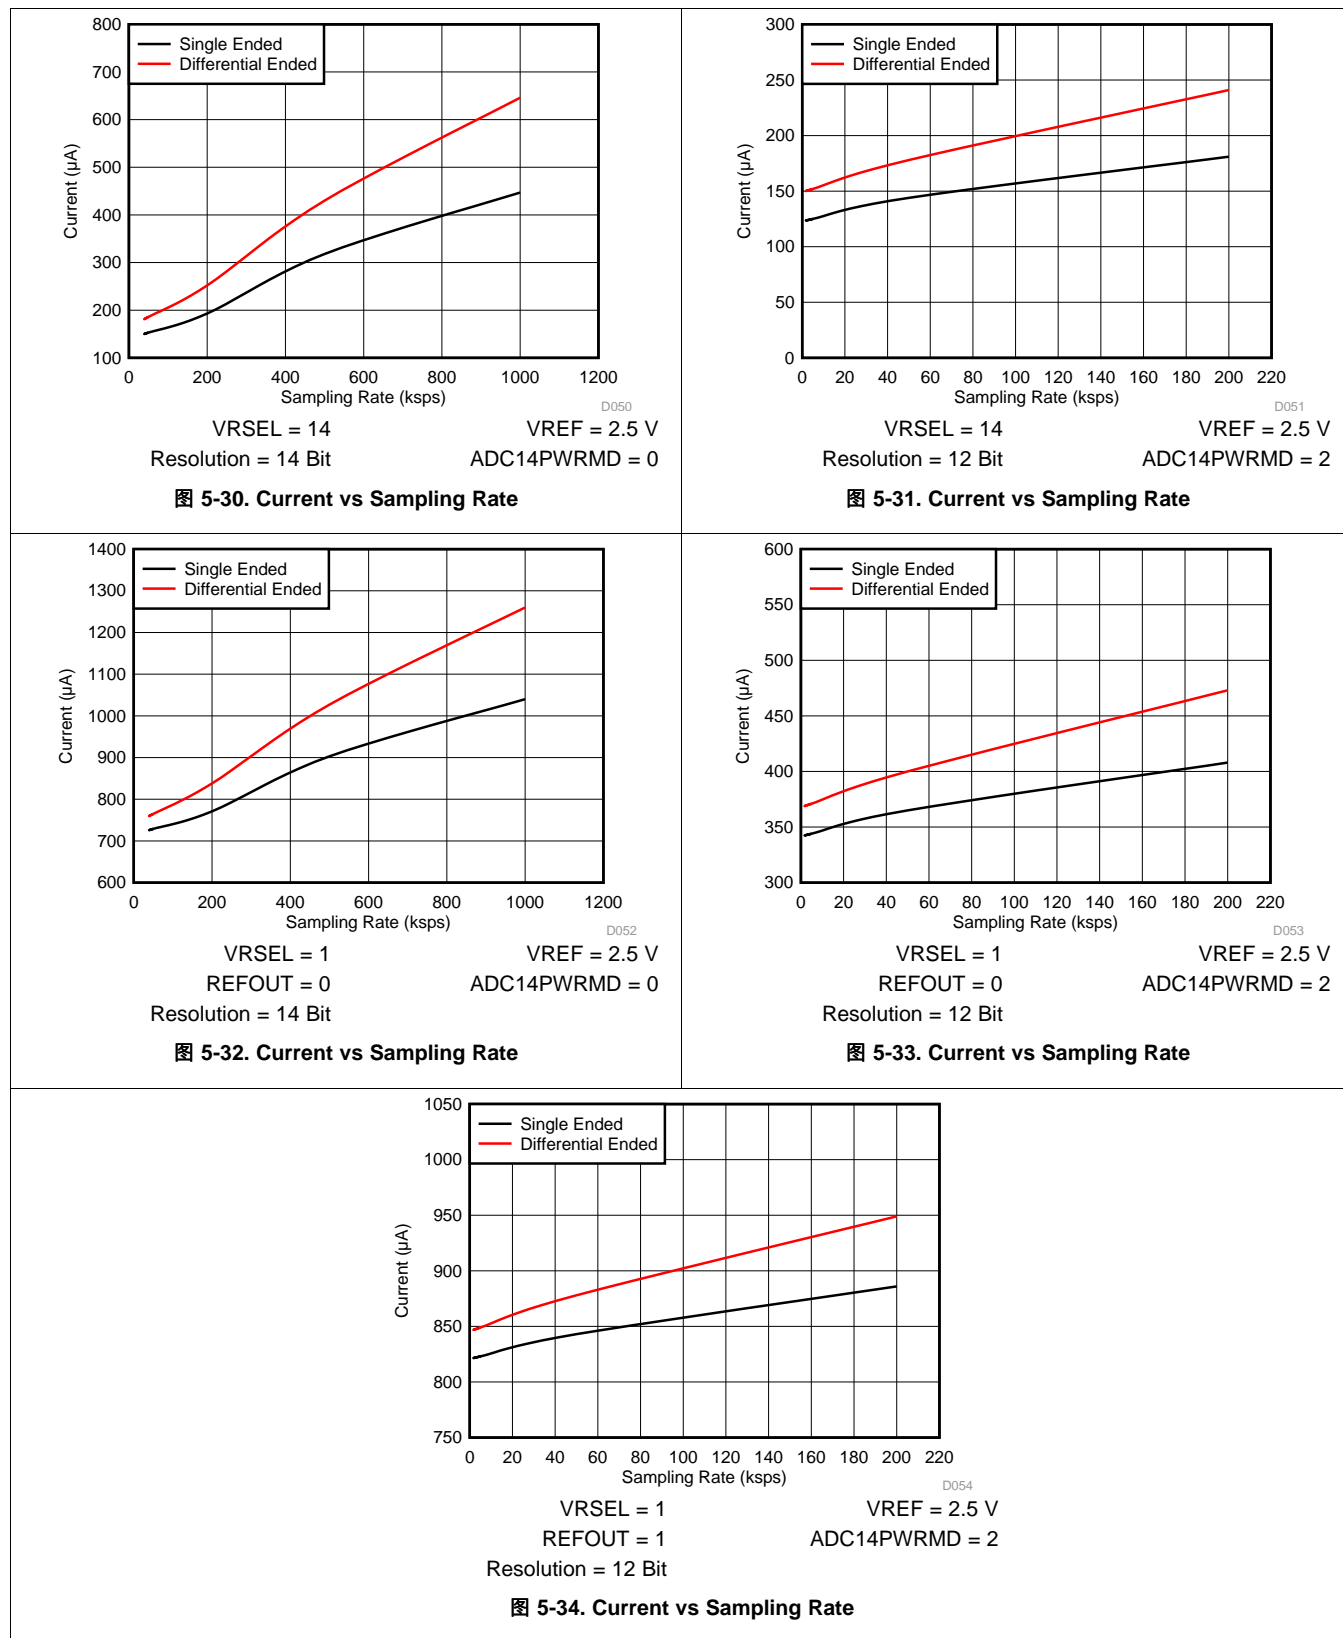 800
700
600
500
400
300
200
100
Current (µA)
Single Ended
Differential Ended
0 200 400 600 800 1000 1200
Sampling Rate (ksps)
D050
VRSEL = 14 VREF = 2.5 V
Resolution = 14 Bit ADC14PWRMD = 0
图 5-30. Current vs Sampling Rate
300
250
200
150
100
50
0
Current (µA)
Single Ended
Differential Ended
0 20 40 60 80 100 120 140 160 180 200 220
Sampling Rate (ksps)
D051
VRSEL = 14 VREF = 2.5 V
Resolution = 12 Bit ADC14PWRMD = 2
图 5-31. Current vs Sampling Rate
1400
1300
1200
1100
1000
900
800
700
600
Current (µA)
Single Ended
Differential Ended
0 200 400 600 800 1000 1200
Sampling Rate (ksps)
D052
VRSEL = 1 VREF = 2.5 V
REFOUT = 0 ADC14PWRMD = 0
Resolution = 14 Bit
图 5-32. Current vs Sampling Rate
600
550
500
450
400
350
300
Current (µA)
Single Ended
Differential Ended
0 20 40 60 80 100 120 140 160 180 200 220
Sampling Rate (ksps)
D053
VRSEL = 1 VREF = 2.5 V
REFOUT = 0 ADC14PWRMD = 2
Resolution = 12 Bit
图 5-33. Current vs Sampling Rate
1050
1000
950
900
850
800
750
Current (µA)
Single Ended
Differential Ended
0 20 40 60 80 100 120 140 160 180 200 220
Sampling Rate (ksps)
D054
VRSEL = 1 VREF = 2.5 V
REFOUT = 1 ADC14PWRMD = 2
Resolution = 12 Bit
图 5-34. Current vs Sampling Rate